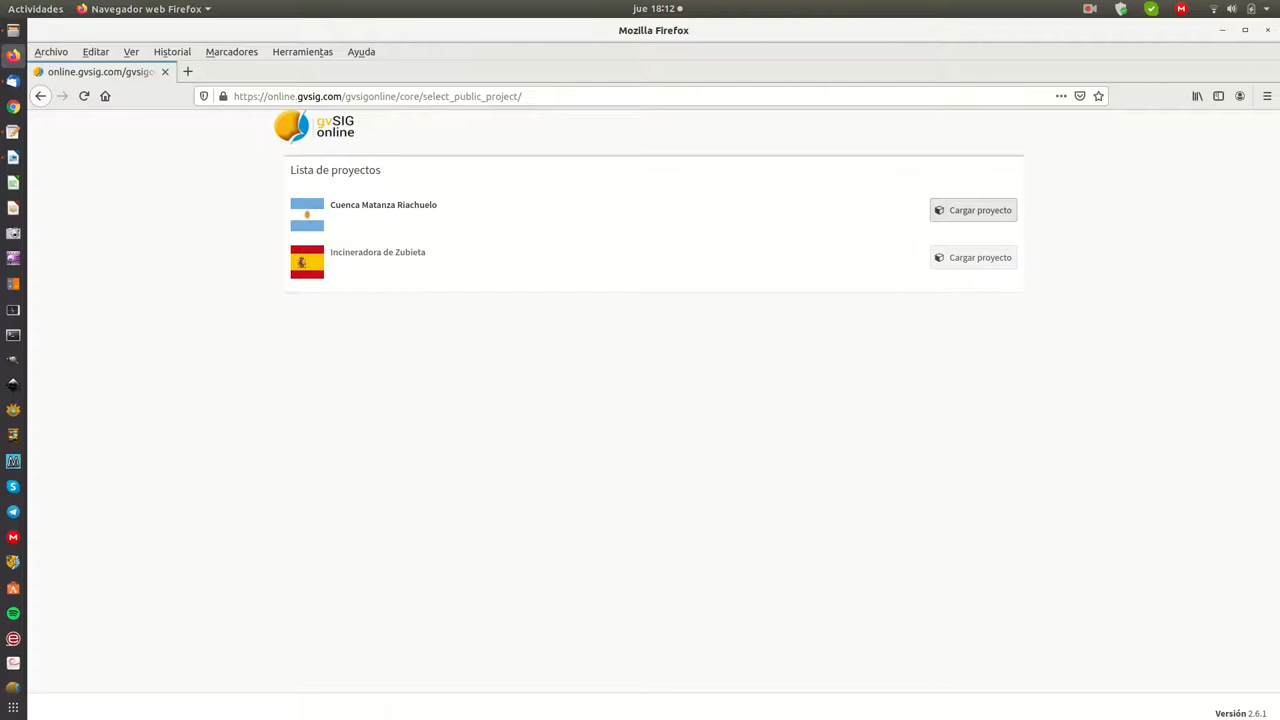 Actividades Navegador web Firefox jue 18:12
Mozilla Firefox
Archivo Editar Ver Historial Marcadores Herramientas Ayuda
online.gvsig.com/gvsigo
https://online.gvsig.com/gvsigonline/core/select_public_project/
gvSIG
online
Lista de proyectos
Cuenca Matanza Riachuelo Cargar proyecto
Incineradora de Zubieta Cargar proyecto
Versión 2.6.1